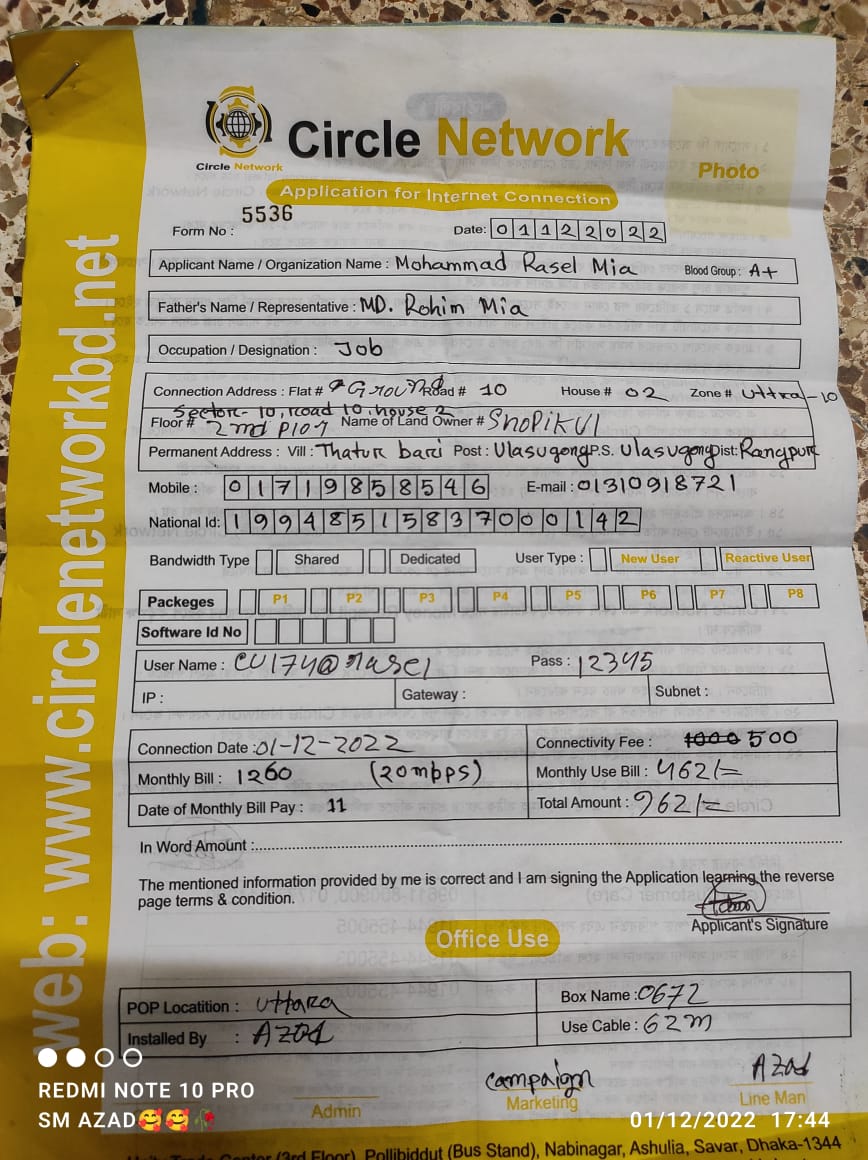 web: www.circlenetworkbd.net
Circle Network
Circle Network
Photo
Application for Internet Connection
Form No : 5536
Date: 01122022
Applicant Name / Organization Name : Mohammad Rasel Mia Blood Group : A+
Father's Name / Representative : MD. Rohim Mia
Occupation / Designation : Job
Connection Address : Flat # Ground Road # 10 House # 02 Zone # Uttra-10
Sector- 10, road 10, house 2
Floor # 2nd Name of Land Owner # Shopikul
Permanent Address : Vill : Thatur bari Post : Ulasugong P.S. Ulasugong Dist: Rangpur
Mobile : 01719858546 E-mail : 01310918721
National Id: 19948515837000142
Bandwidth Type Shared Dedicated User Type : New User Reactive User
Packeges P1 P2 P3 P4 P5 P6 P7 P8
Software Id No
User Name : Pass : 12345
IP : Gateway : Subnet :
Connection Date : 01-12-2022 Connectivity Fee : 1000 500
Monthly Bill : 1260 (20mbps) Monthly Use Bill : 462/=
Date of Monthly Bill Pay : 11 Total Amount : 962/=
In Word Amount :
The mentioned information provided by me is correct and I am signing the Application learning the reverse
page terms & condition.
Applicant's Signature
Office Use
POP Locatition : Uttara Box Name : 0672
Installed By : Azad Use Cable : 62m
campaign Azad
Admin Marketing Line Man
REDMI NOTE 10 PRO
SM AZAD🥰🥰🥀
01/12/2022 17:44
(3rd Floor), Pollibiddut (Bus Stand), Nabinagar, Ashulia, Savar, Dhaka-1344